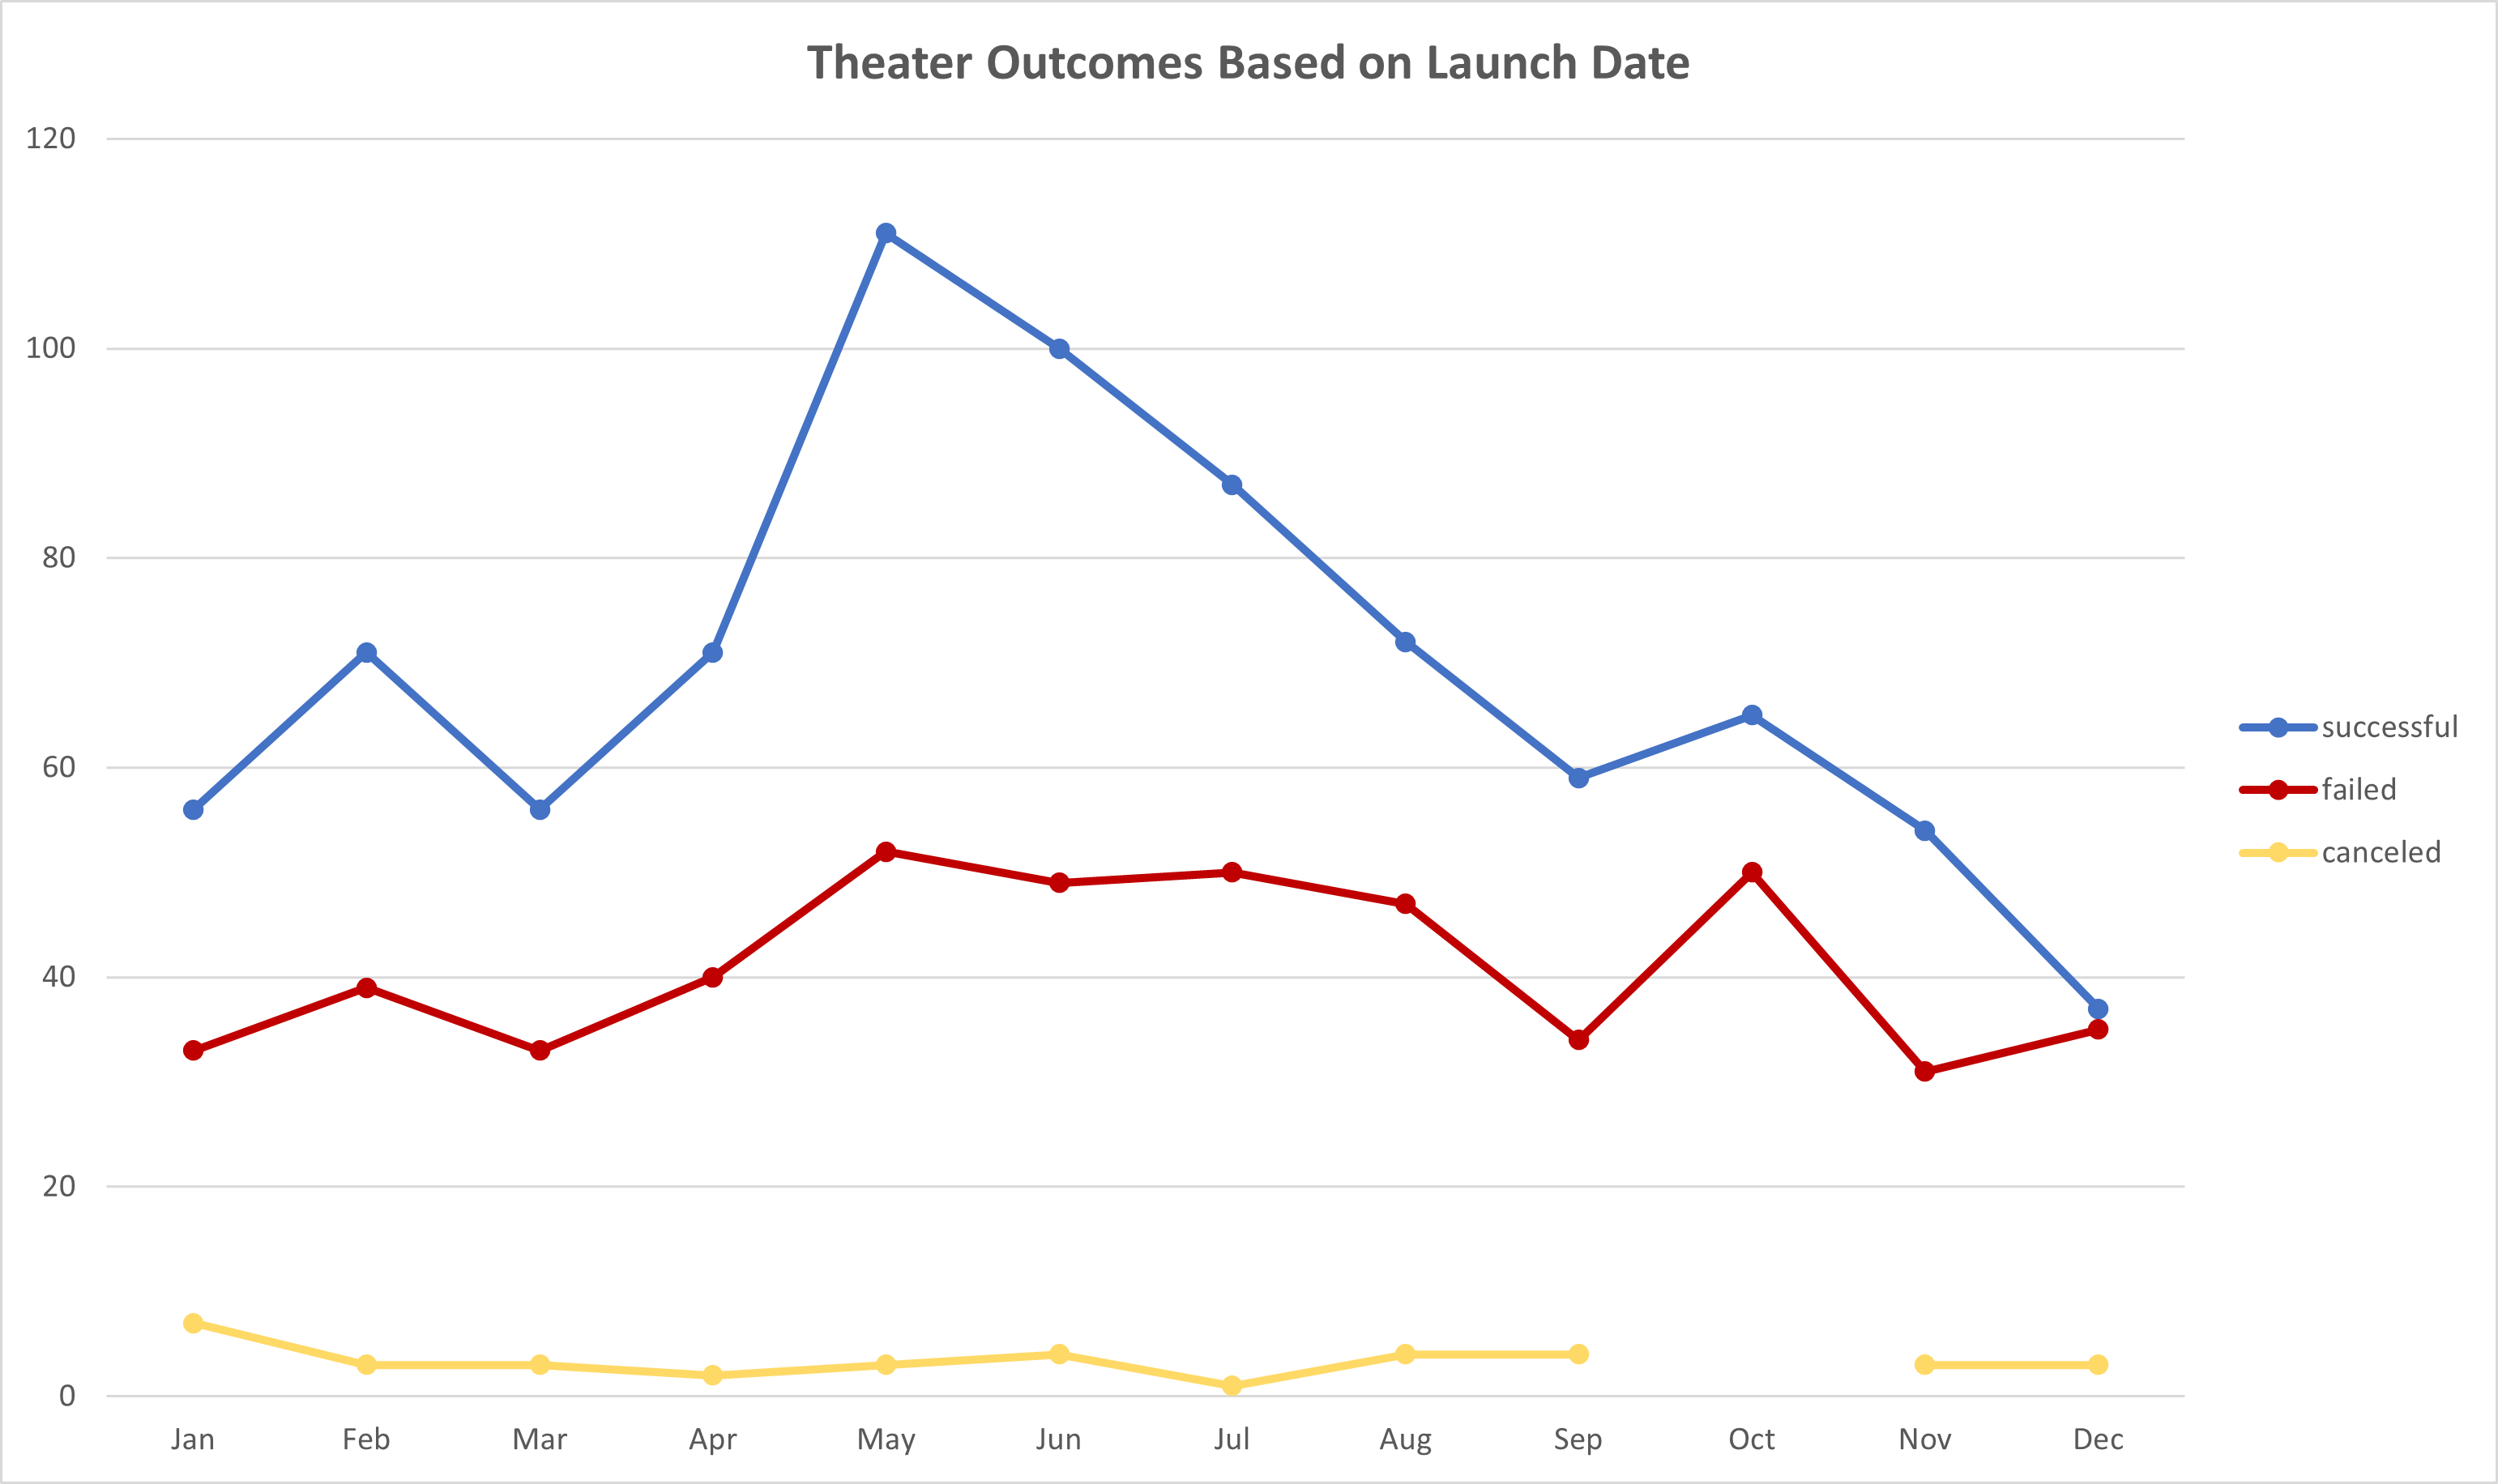 Theater Outcomes Based on Launch Date
120
100
80
60
40
20
0
Jan Feb Mar Apr May Jun Jul Aug Sep Oct Nov Dec
successful
failed
canceled